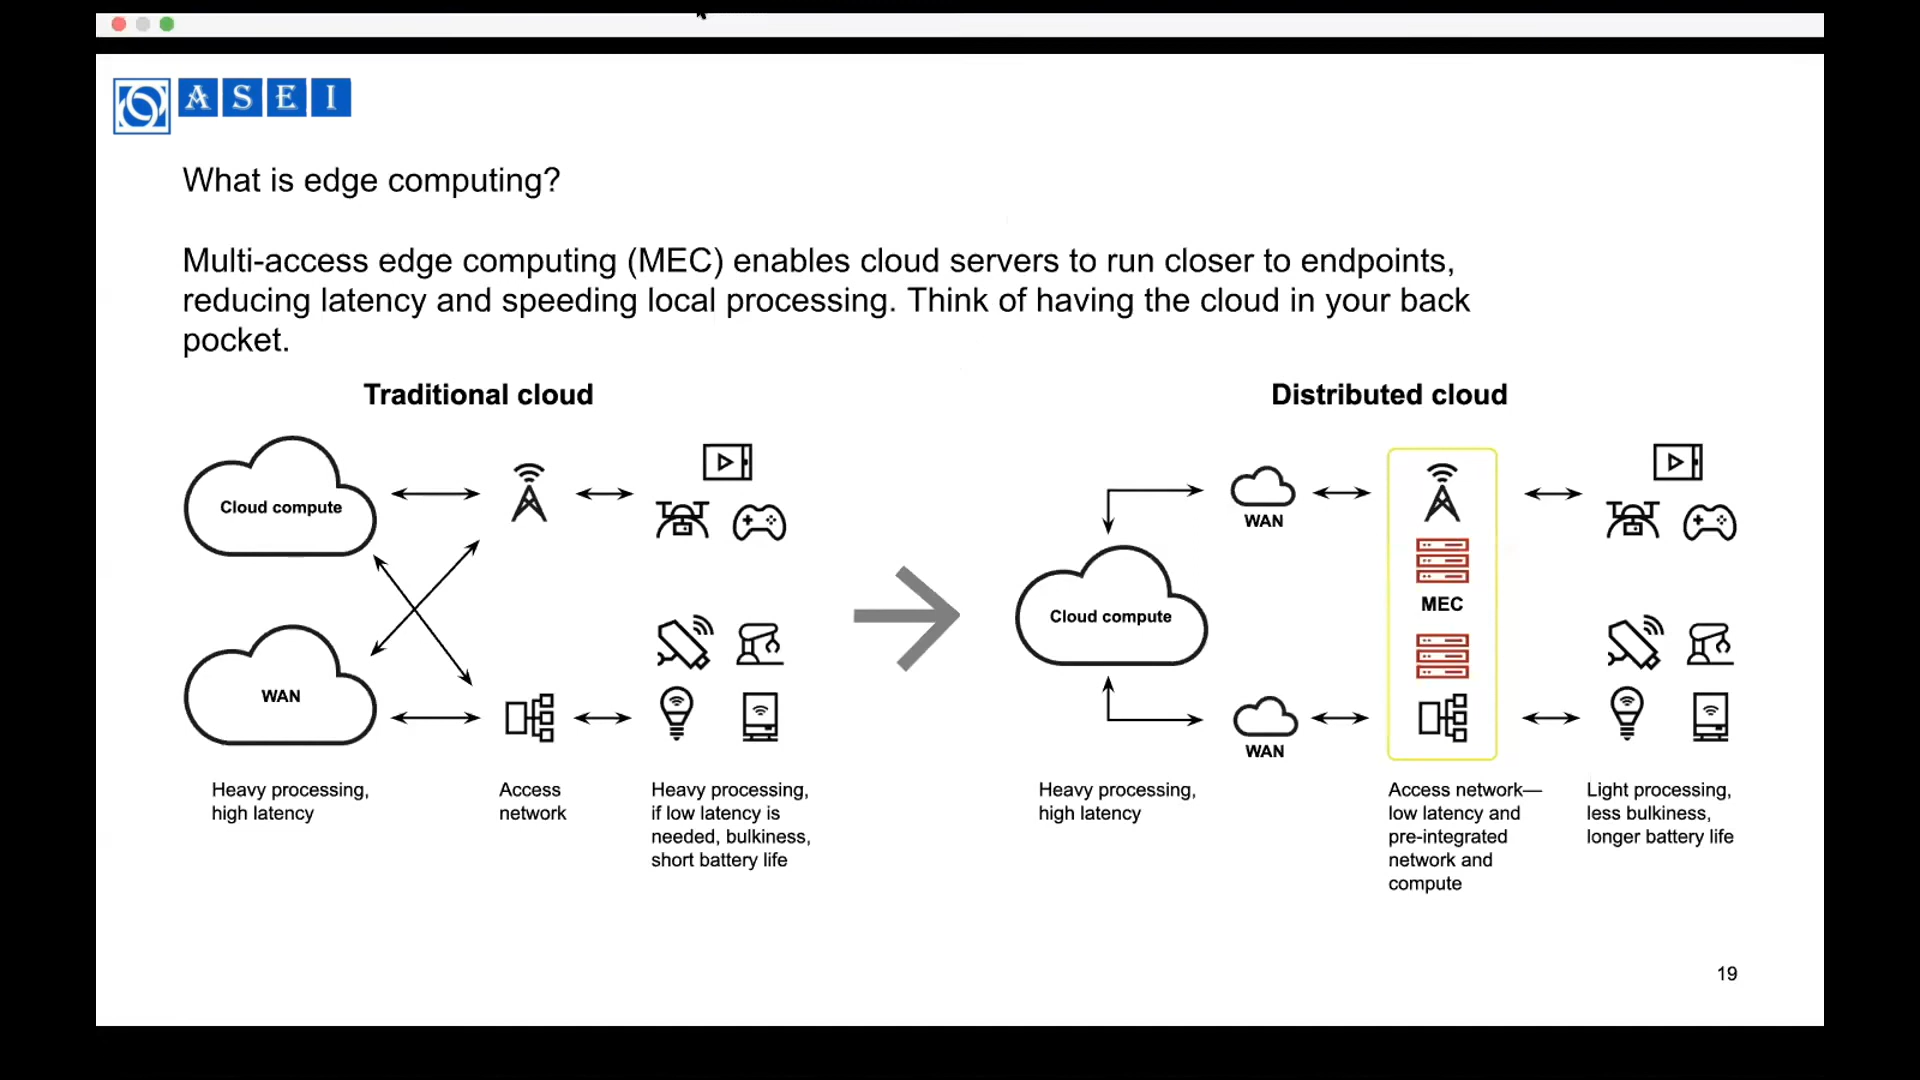 ASEI
What is edge computing?
Multi-access edge computing (MEC) enables cloud servers to run closer to endpoints,
reducing latency and speeding local processing. Think of having the cloud in your back
pocket.
Traditional cloud
Cloud compute
WAN
Heavy processing,
high latency
Access
network
Heavy processing,
if low latency is
needed, bulkiness,
short battery life
Distributed cloud
WAN
Cloud compute
MEC
WAN
Heavy processing,
high latency
Access network—
low latency and
pre-integrated
network and
compute
Light processing,
less bulkiness,
longer battery life
19